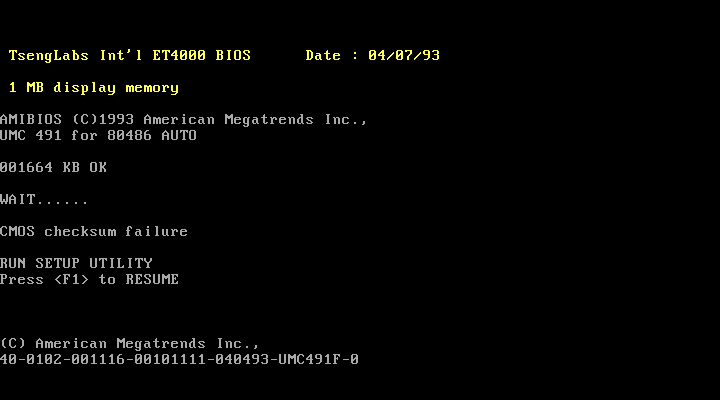 TsengLabs Int'l ET4000 BIOS Date : 04/07/93
1 MB display memory
AMIBIOS (C)1993 American Megatrends Inc.,
UMC 491 for 80486 AUTO
001664 KB OK
WAIT......
CMOS checksum failure
RUN SETUP UTILITY
Press <F1> to RESUME
(C) American Megatrends Inc.,
40-0102-001116-00101111-040493-UMC491F-0